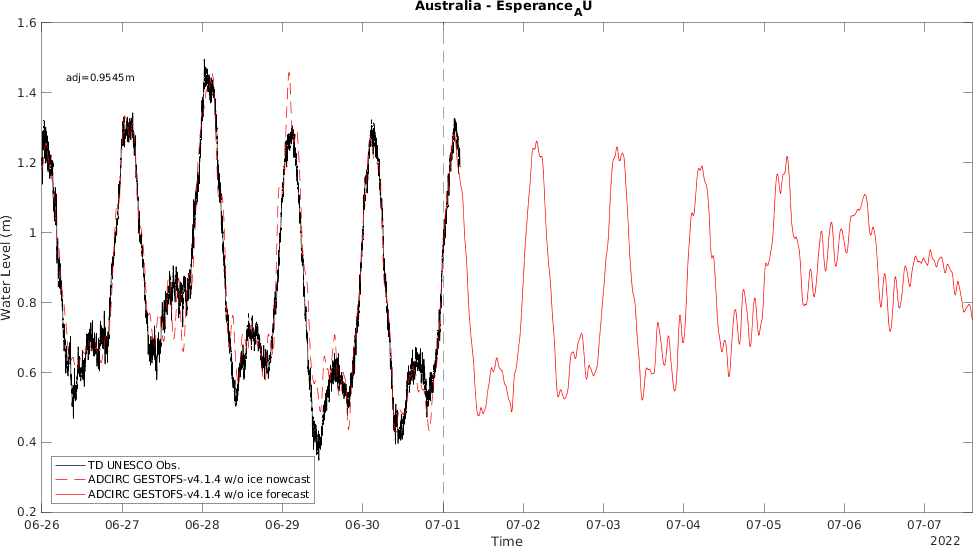 Australia - Esperance_AU
1.6
adj=0.9545m
1.4
1.2
1
0.8
0.6
0.4
0.2
Water Level (m)
TD UNESCO Obs.
ADCIRC GESTOFS-v4.1.4 w/o ice nowcast
ADCIRC GESTOFS-v4.1.4 w/o ice forecast
06-26 06-27 06-28 06-29 06-30 07-01 07-02 07-03 07-04 07-05 07-06 07-07
Time
2022